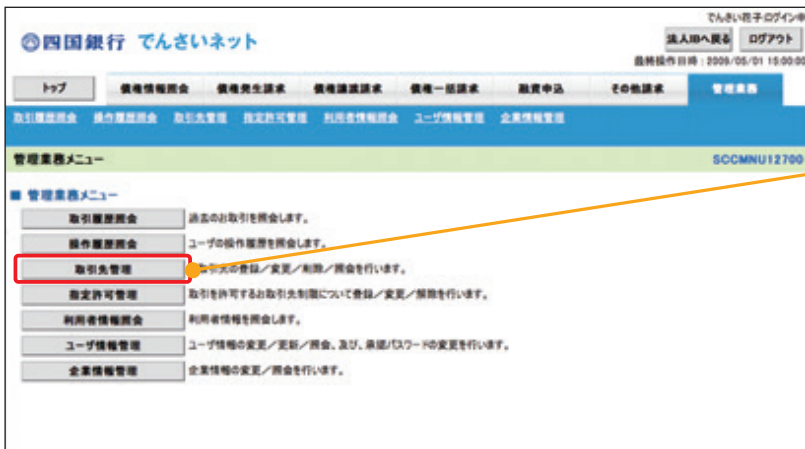 でんさい花子:ログイン中
四国銀行 でんさいネット
法人IBへ戻る ログアウト
最終操作日時:2009/05/01 15:00:00
トップ 債権情報照会 債権発生請求 債権譲渡請求 債権一括請求 融資申込 その他請求 管理業務
取引履歴照会 操作履歴照会 取引先管理 指定許可管理 利用者情報照会 ユーザ情報管理 企業情報管理
管理業務メニュー SCCMNU12700
■ 管理業務メニュー
取引履歴照会 過去のお取引を照会します。
操作履歴照会 ユーザの操作履歴を照会します。
取引先管理 取引先の登録/変更/削除/照会を行います。
指定許可管理 取引を許可するお取引先制限について登録/変更/解除を行います。
利用者情報照会 利用者情報を照会します。
ユーザ情報管理 ユーザ情報の変更/更新/照会、及び、承認パスワードの変更を行います。
企業情報管理 企業情報の変更/照会を行います。